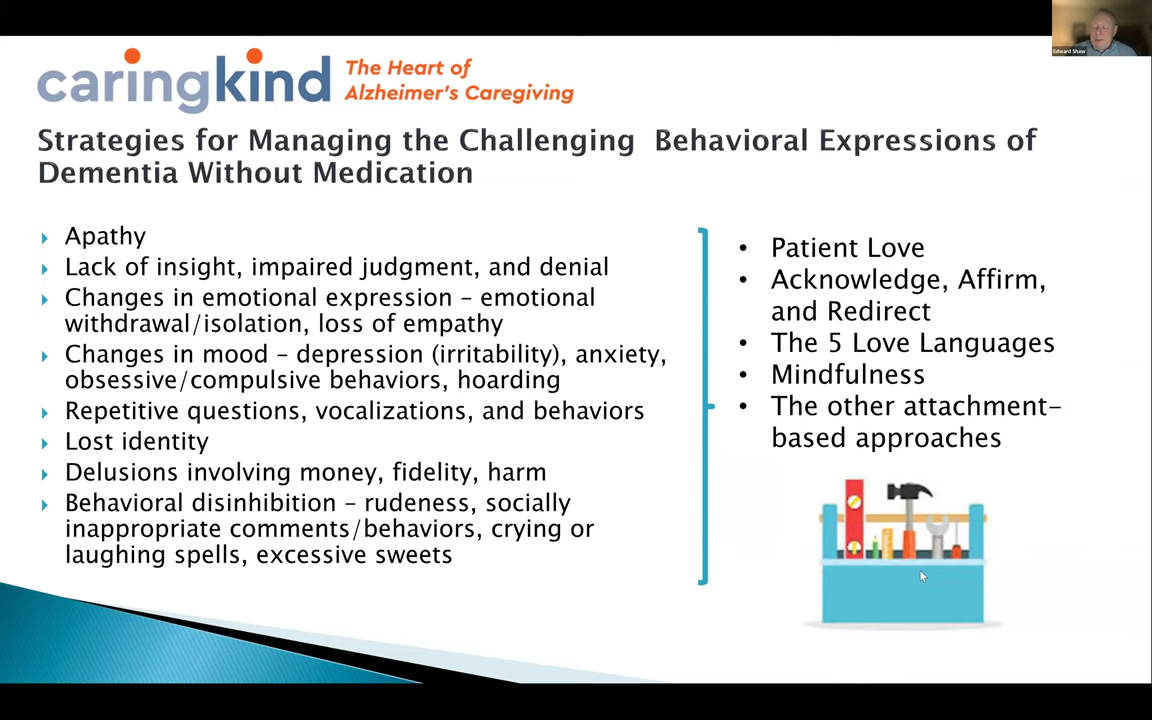 Edward Shaw
caringkind
The Heart of
Alzheimer's Caregiving
Strategies for Managing the Challenging Behavioral Expressions of
Dementia Without Medication
Apathy
Lack of insight, impaired judgment, and denial
Changes in emotional expression – emotional
withdrawal/isolation, loss of empathy
Changes in mood – depression (irritability), anxiety,
obsessive/compulsive behaviors, hoarding
Repetitive questions, vocalizations, and behaviors
Lost identity
Delusions involving money, fidelity, harm
Behavioral disinhibition – rudeness, socially
inappropriate comments/behaviors, crying or
laughing spells, excessive sweets
• Patient Love
• Acknowledge, Affirm,
and Redirect
• The 5 Love Languages
• Mindfulness
• The other attachment-
based approaches